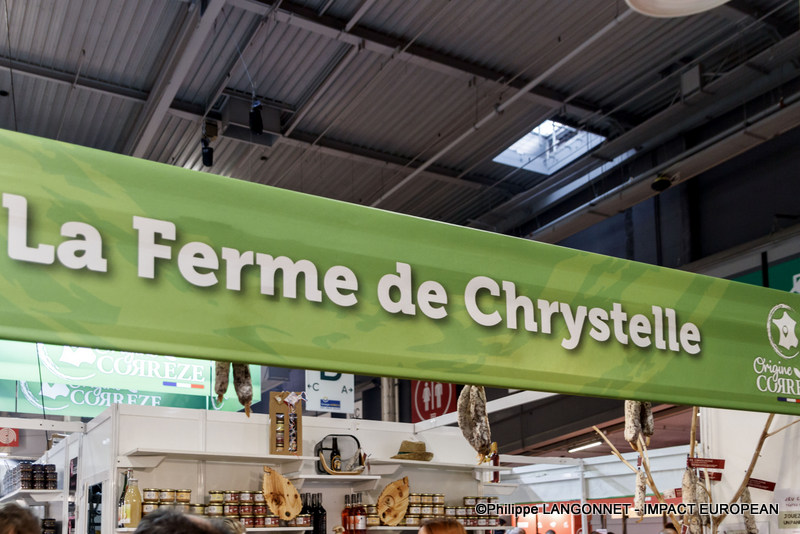 La Ferme de Chrystelle
Origine
CORRÈZE
CORRÈZE
CORRÈZE
B
C A
©Philippe LANGONNET - IMPACT EUROPEAN